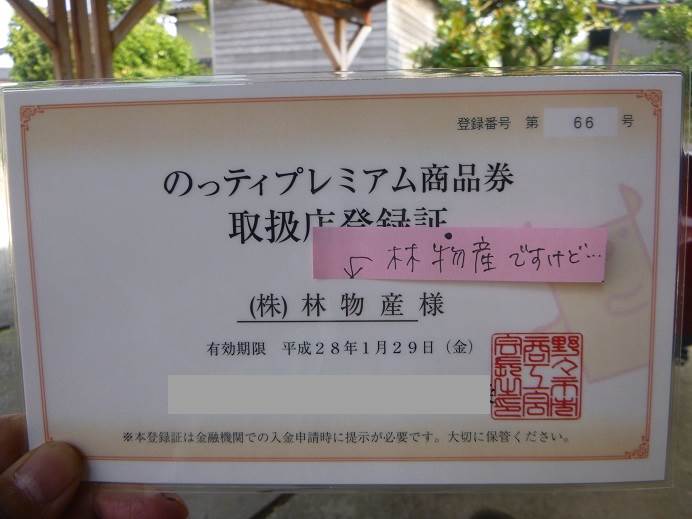 登録番号 第 66 号
のっティプレミアム商品券
取扱店登録証
林物産ですけど…
(株) 林 物 産 様
有効期限 平成28年1月29日(金)
※本登録証は金融機関での入金申請時に提示が必要です。大切に保管ください。